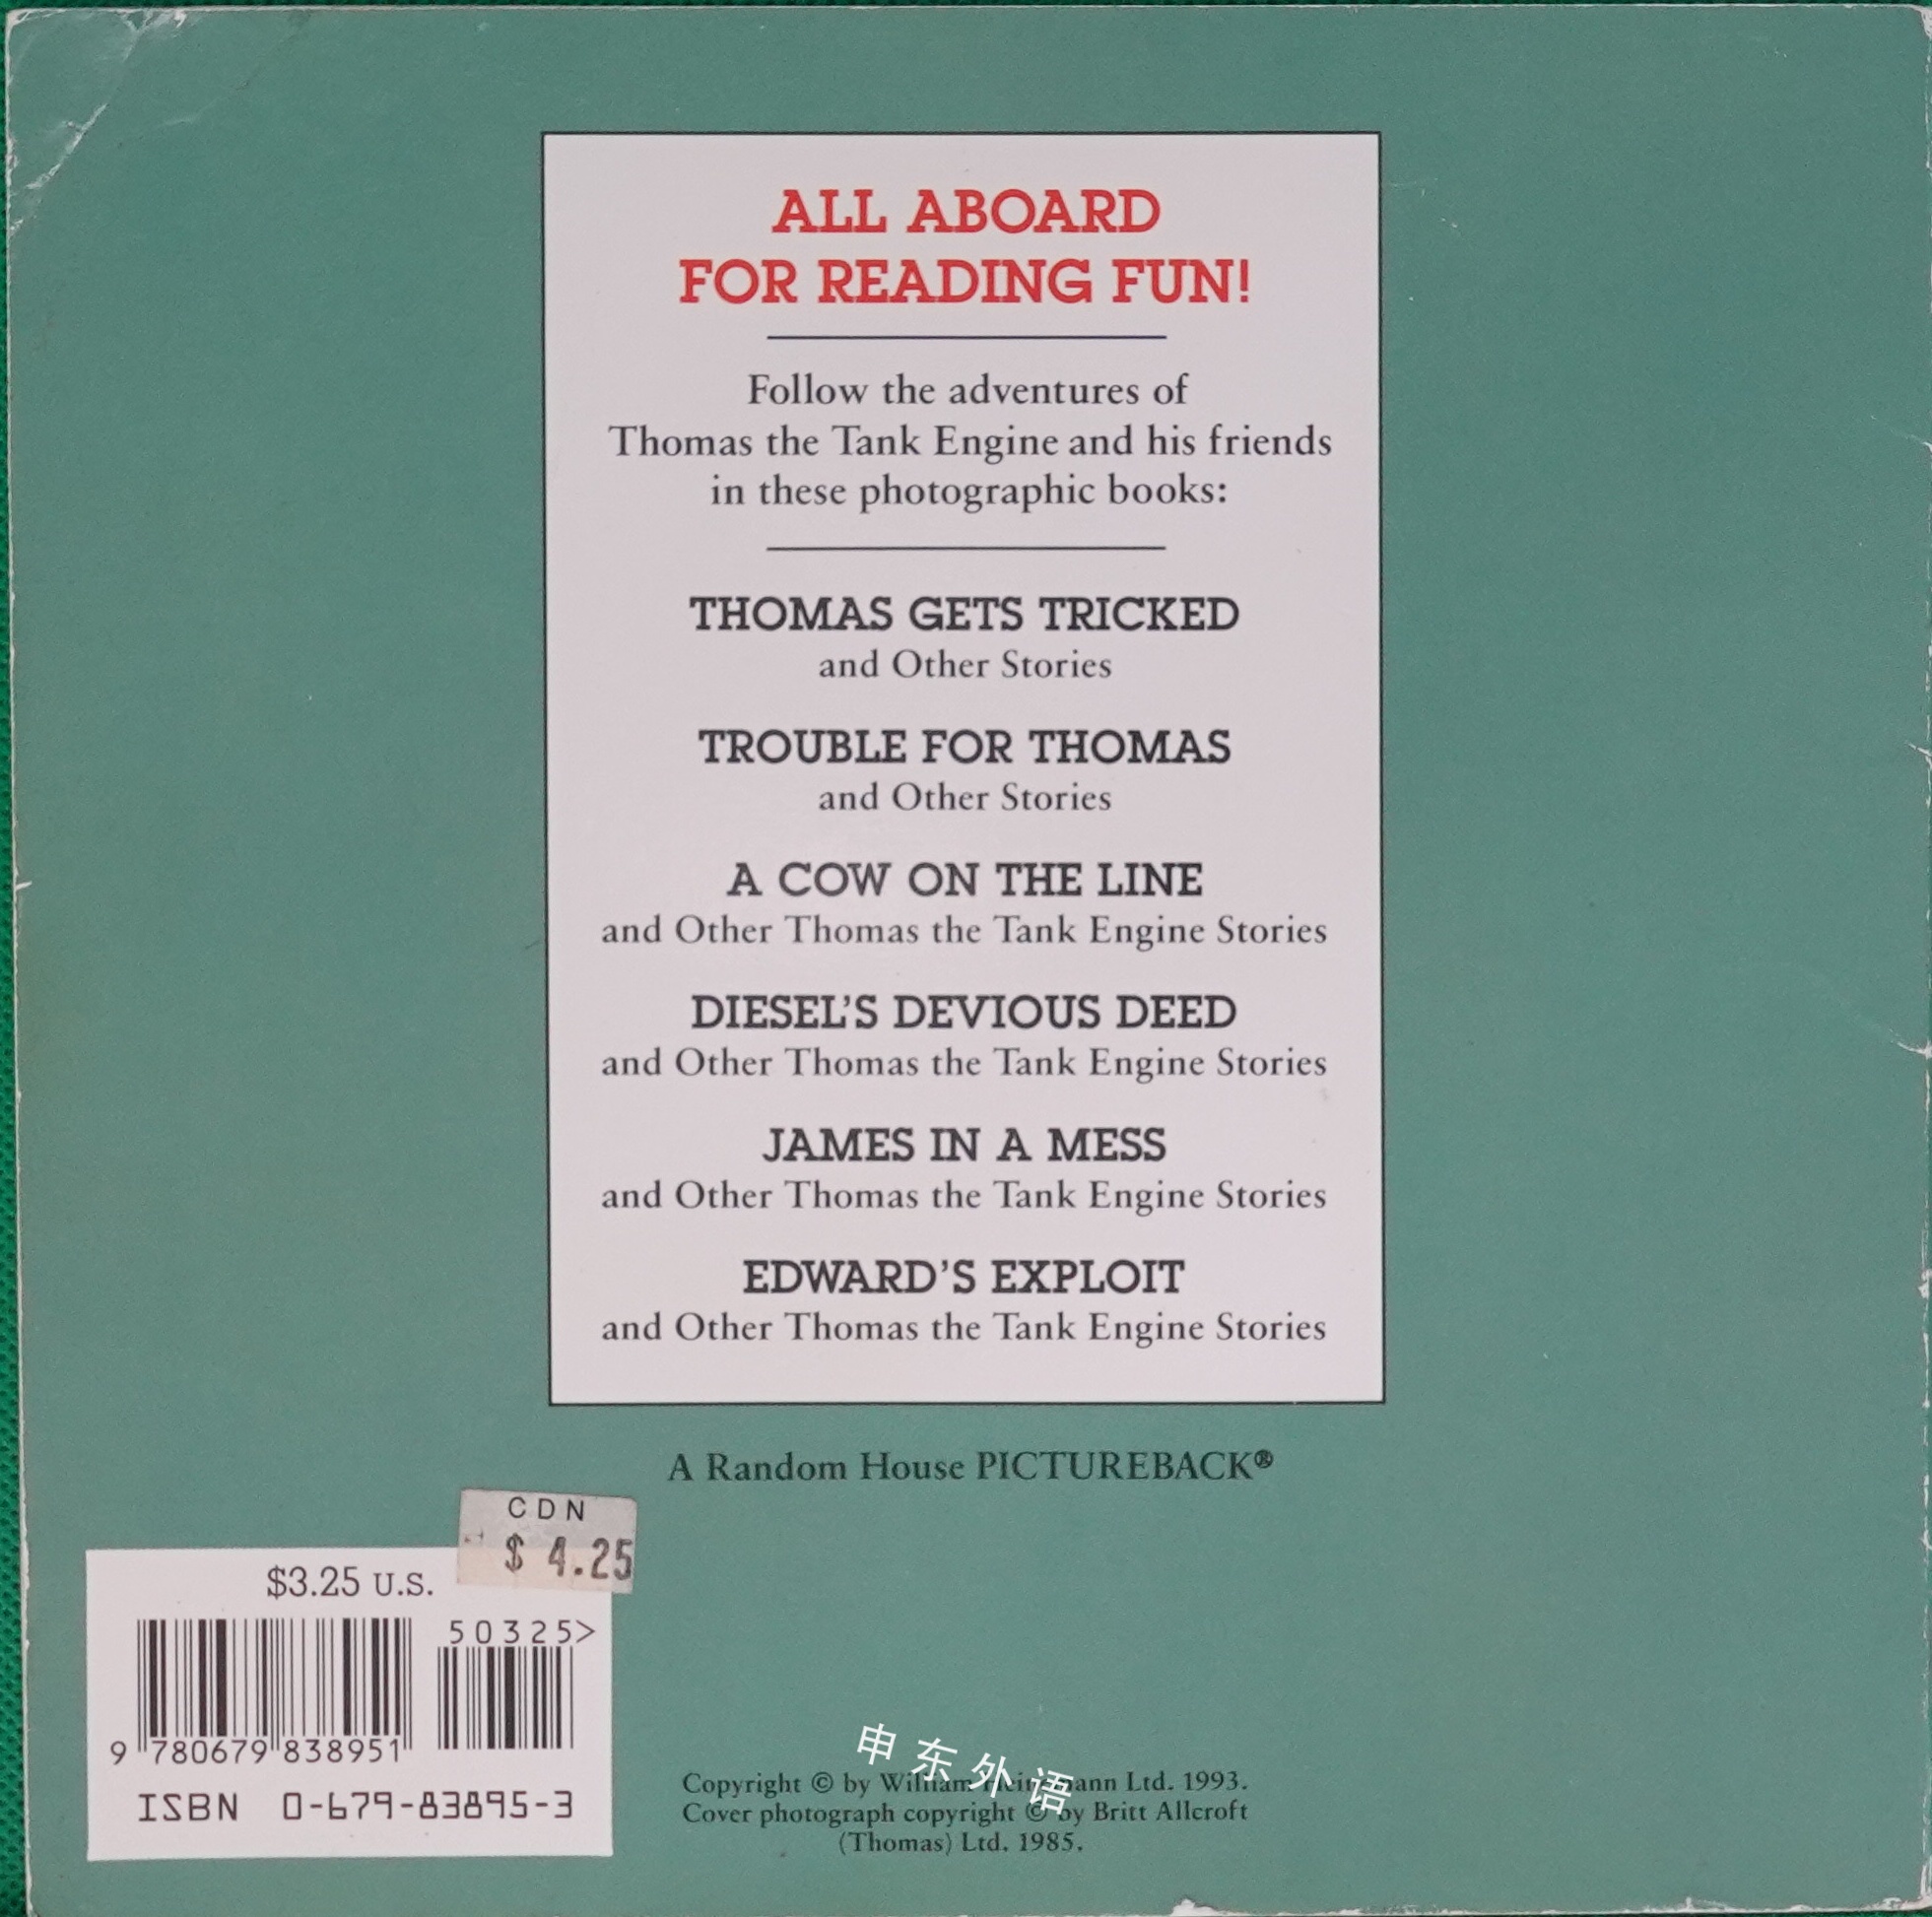 ALL ABOARD
FOR READING FUN!
Follow the adventures of
Thomas the Tank Engine and his friends
in these photographic books:
THOMAS GETS TRICKED
and Other Stories
TROUBLE FOR THOMAS
and Other Stories
A COW ON THE LINE
and Other Thomas the Tank Engine Stories
DIESEL'S DEVIOUS DEED
and Other Thomas the Tank Engine Stories
JAMES IN A MESS
and Other Thomas the Tank Engine Stories
EDWARD'S EXPLOIT
and Other Thomas the Tank Engine Stories
A Random House PICTUREBACK®
CDN
$ 4.25
$3.25 U.S.
50325>
9 780679 838951
ISBN 0-679-83895-3
申东外语
Copyright © by William Heinemann Ltd. 1993.
Cover photograph copyright © by Britt Allcroft
(Thomas) Ltd. 1985.